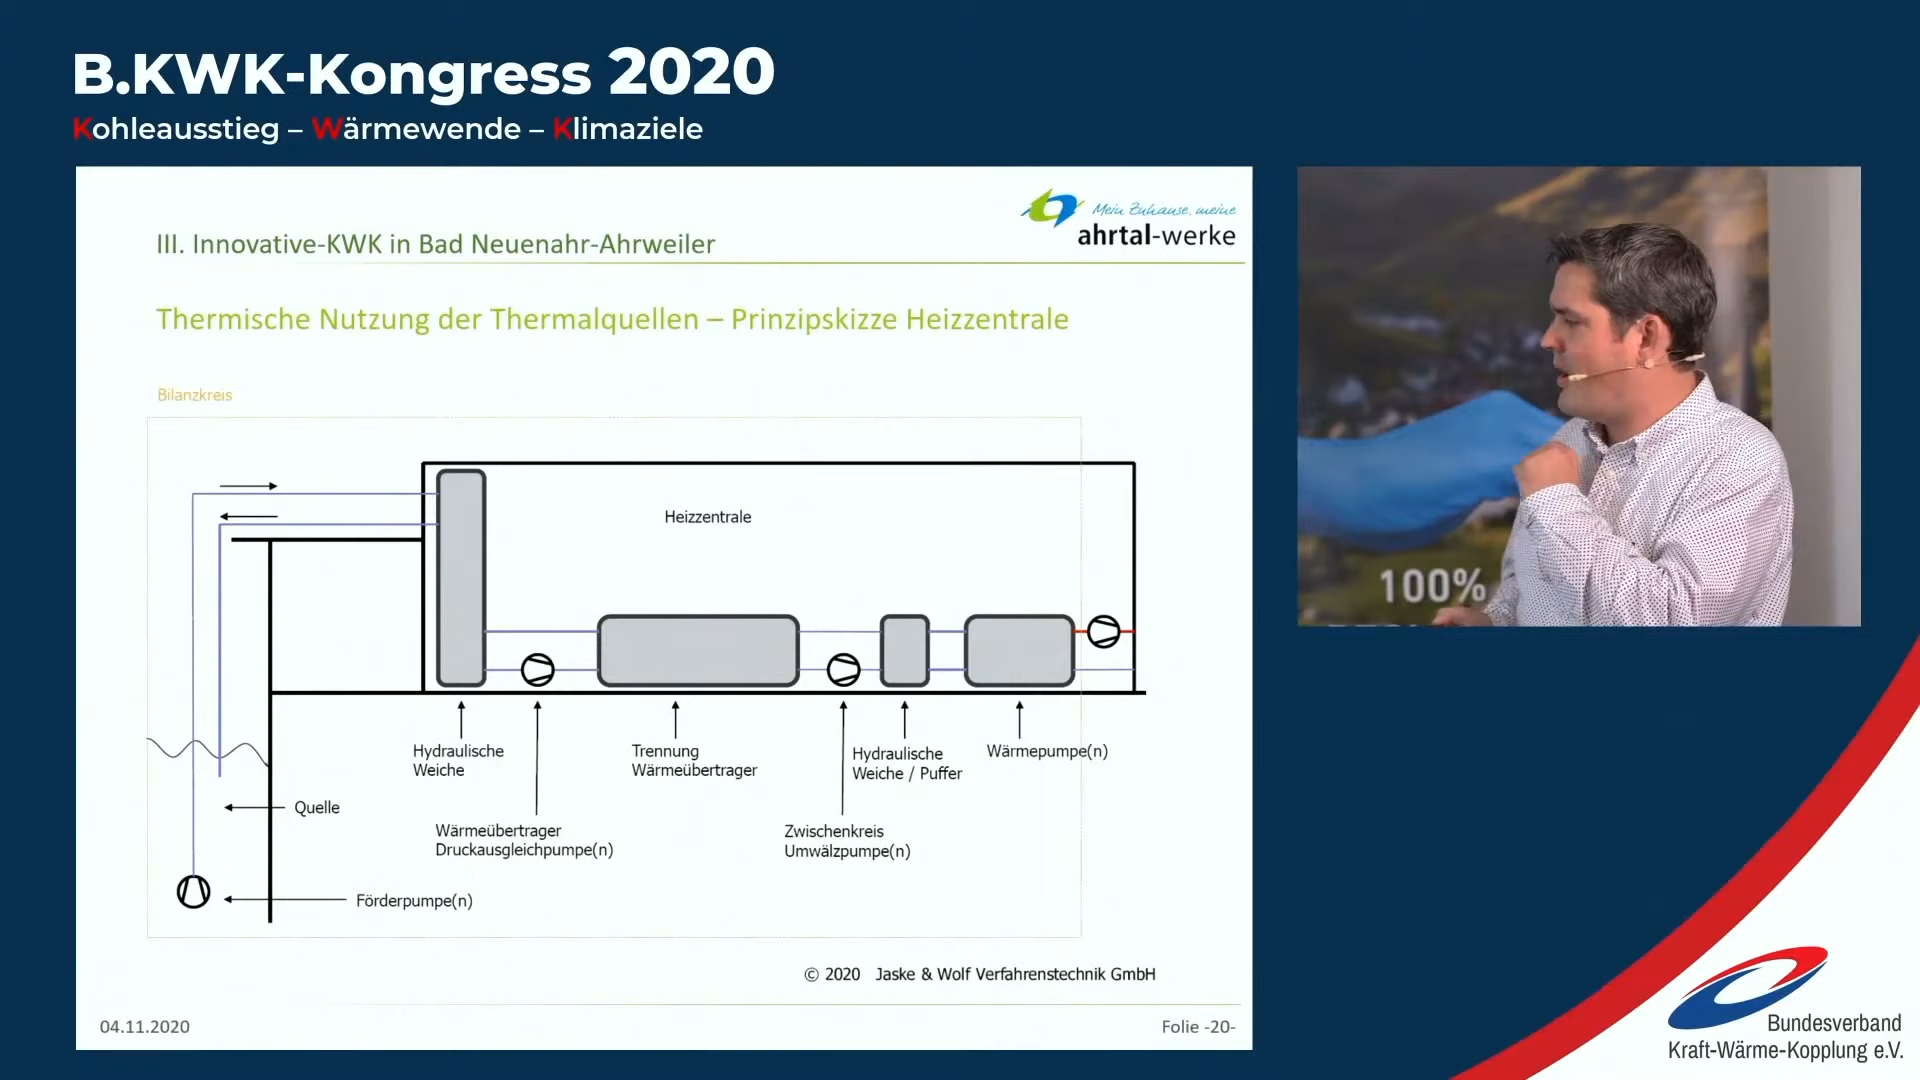 B.KWK-Kongress 2020
Kohleausstieg – Wärmewende – Klimaziele
Mein Zuhause, meine
ahrtal-werke
III. Innovative-KWK in Bad Neuenahr-Ahrweiler
Thermische Nutzung der Thermalquellen – Prinzipskizze Heizzentrale
Bilanzkreis
Heizzentrale
Hydraulische
Weiche
Trennung
Wärmeübertrager
Hydraulische
Weiche / Puffer
Wärmepumpe(n)
Quelle
Wärmeübertrager
Druckausgleichpumpe(n)
Zwischenkreis
Umwälzpumpe(n)
Förderpumpe(n)
© 2020 Jaske & Wolf Verfahrenstechnik GmbH
04.11.2020
Folie -20-
100%
Bundesverband
Kraft-Wärme-Kopplung e.V.